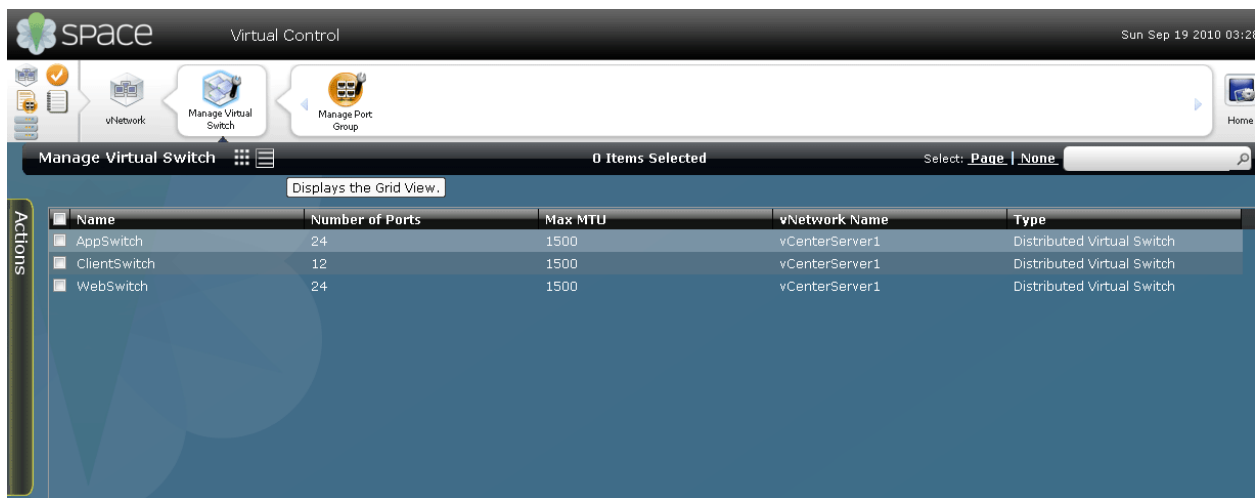 space Virtual Control Sun Sep 19 2010 03:28
vNetwork
Manage Virtual
Switch
Manage Port
Group
Home
Manage Virtual Switch 0 Items Selected Select: Page | None
Displays the Grid View.
Actions
Name Number of Ports Max MTU vNetwork Name Type
AppSwitch 24 1500 vCenterServer1 Distributed Virtual Switch
ClientSwitch 12 1500 vCenterServer1 Distributed Virtual Switch
WebSwitch 24 1500 vCenterServer1 Distributed Virtual Switch